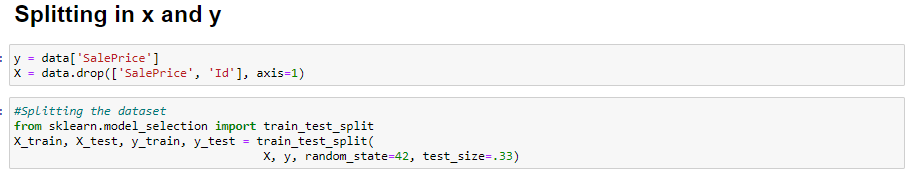 Splitting in x and y
y = data['SalePrice']
X = data.drop(['SalePrice', 'Id'], axis=1)
#Splitting the dataset
from sklearn.model_selection import train_test_split
X_train, X_test, y_train, y_test = train_test_split(
X, y, random_state=42, test_size=.33)